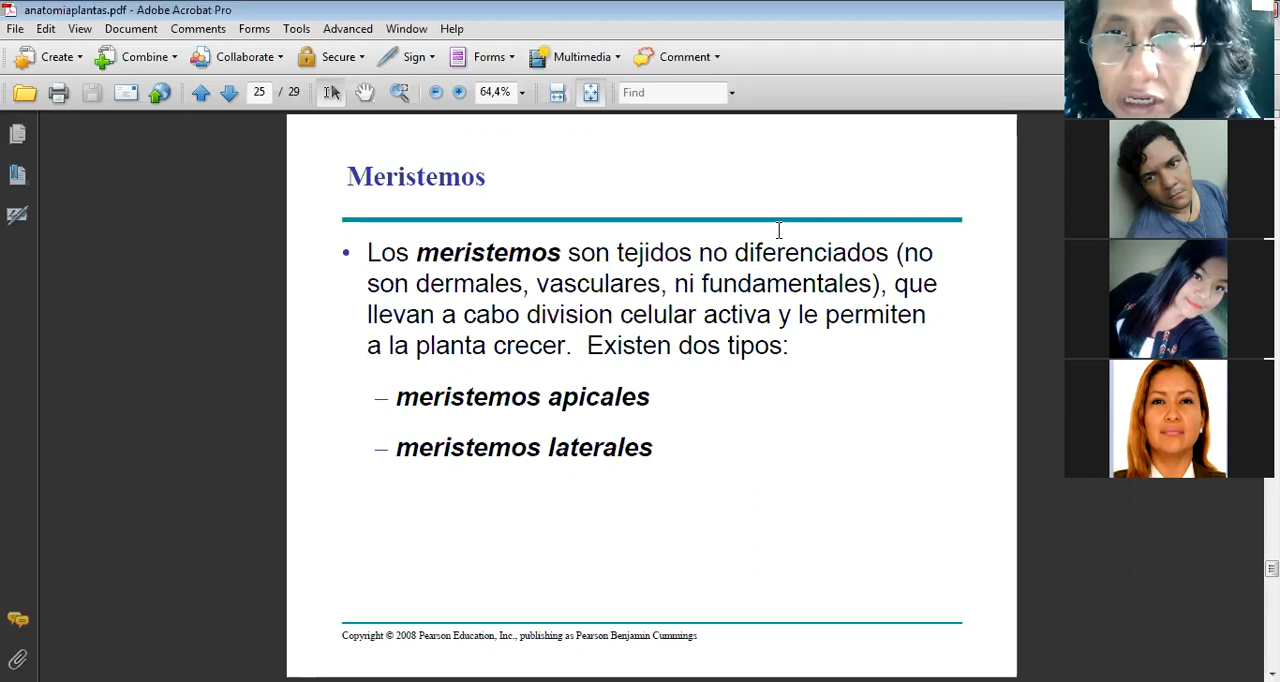 anatomiaplantas.pdf - Adobe Acrobat Pro
File Edit View Document Comments Forms Tools Advanced Window Help
Create Combine Collaborate Secure Sign Forms Multimedia Comment
25 / 29 64,4% Find
Meristemos
• Los meristemos son tejidos no diferenciados (no
son dermales, vasculares, ni fundamentales), que
llevan a cabo division celular activa y le permiten
a la planta crecer. Existen dos tipos:
– meristemos apicales
– meristemos laterales
Copyright © 2008 Pearson Education, Inc., publishing as Pearson Benjamin Cummings